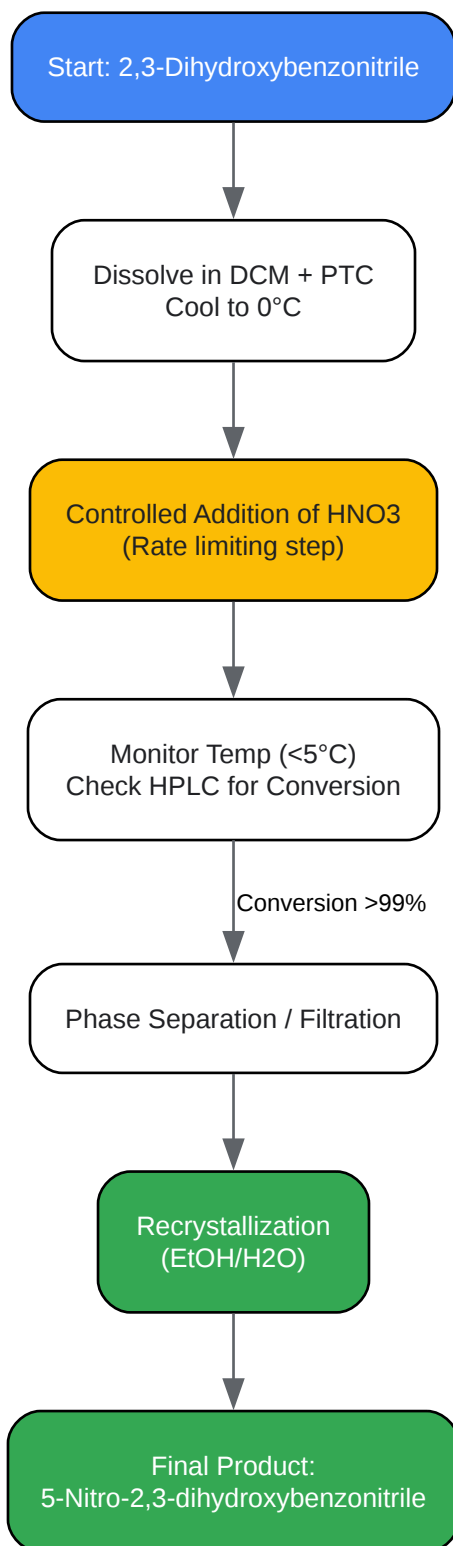 Start: 2,3-Dihydroxybenzonitrile
Dissolve in DCM + PTC
Cool to 0°C
Controlled Addition of HNO3
(Rate limiting step)
Monitor Temp (<5°C)
Check HPLC for Conversion
Conversion >99%
Phase Separation / Filtration
Recrystallization
(EtOH/H2O)
Final Product:
5-Nitro-2,3-dihydroxybenzonitrile